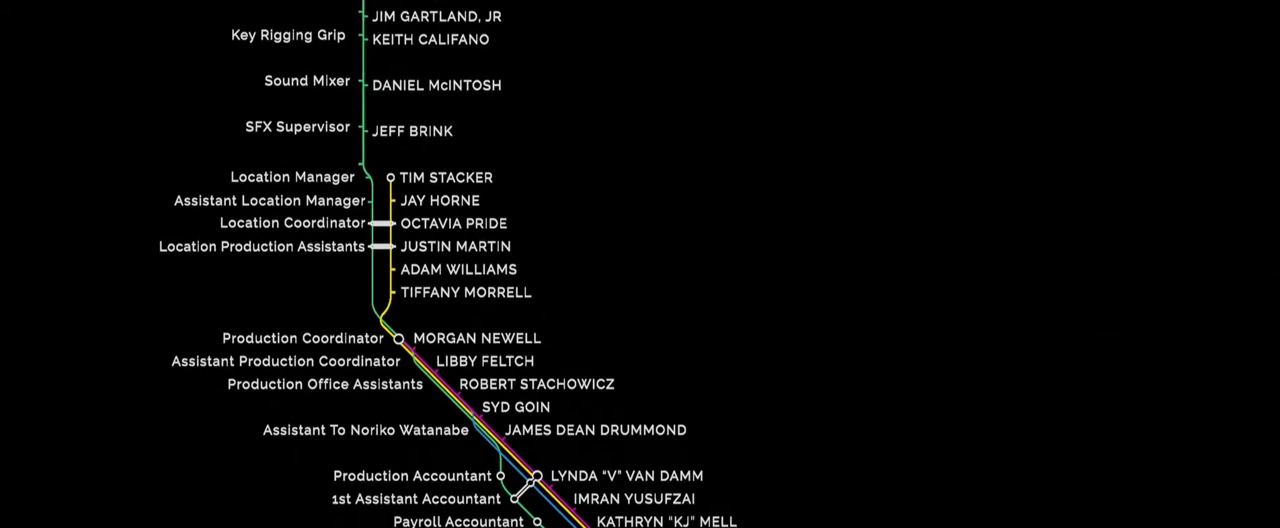 JIM GARTLAND, JR
Key Rigging Grip KEITH CALIFANO
Sound Mixer DANIEL McINTOSH
SFX Supervisor JEFF BRINK
Location Manager TIM STACKER
Assistant Location Manager JAY HORNE
Location Coordinator OCTAVIA PRIDE
Location Production Assistants JUSTIN MARTIN
ADAM WILLIAMS
TIFFANY MORRELL
Production Coordinator MORGAN NEWELL
Assistant Production Coordinator LIBBY FELTCH
Production Office Assistants ROBERT STACHOWICZ
SYD GOIN
Assistant To Noriko Watanabe JAMES DEAN DRUMMOND
Production Accountant LYNDA "V" VAN DAMM
1st Assistant Accountant IMRAN YUSUFZAI
Payroll Accountant KATHRYN "KJ" MELL